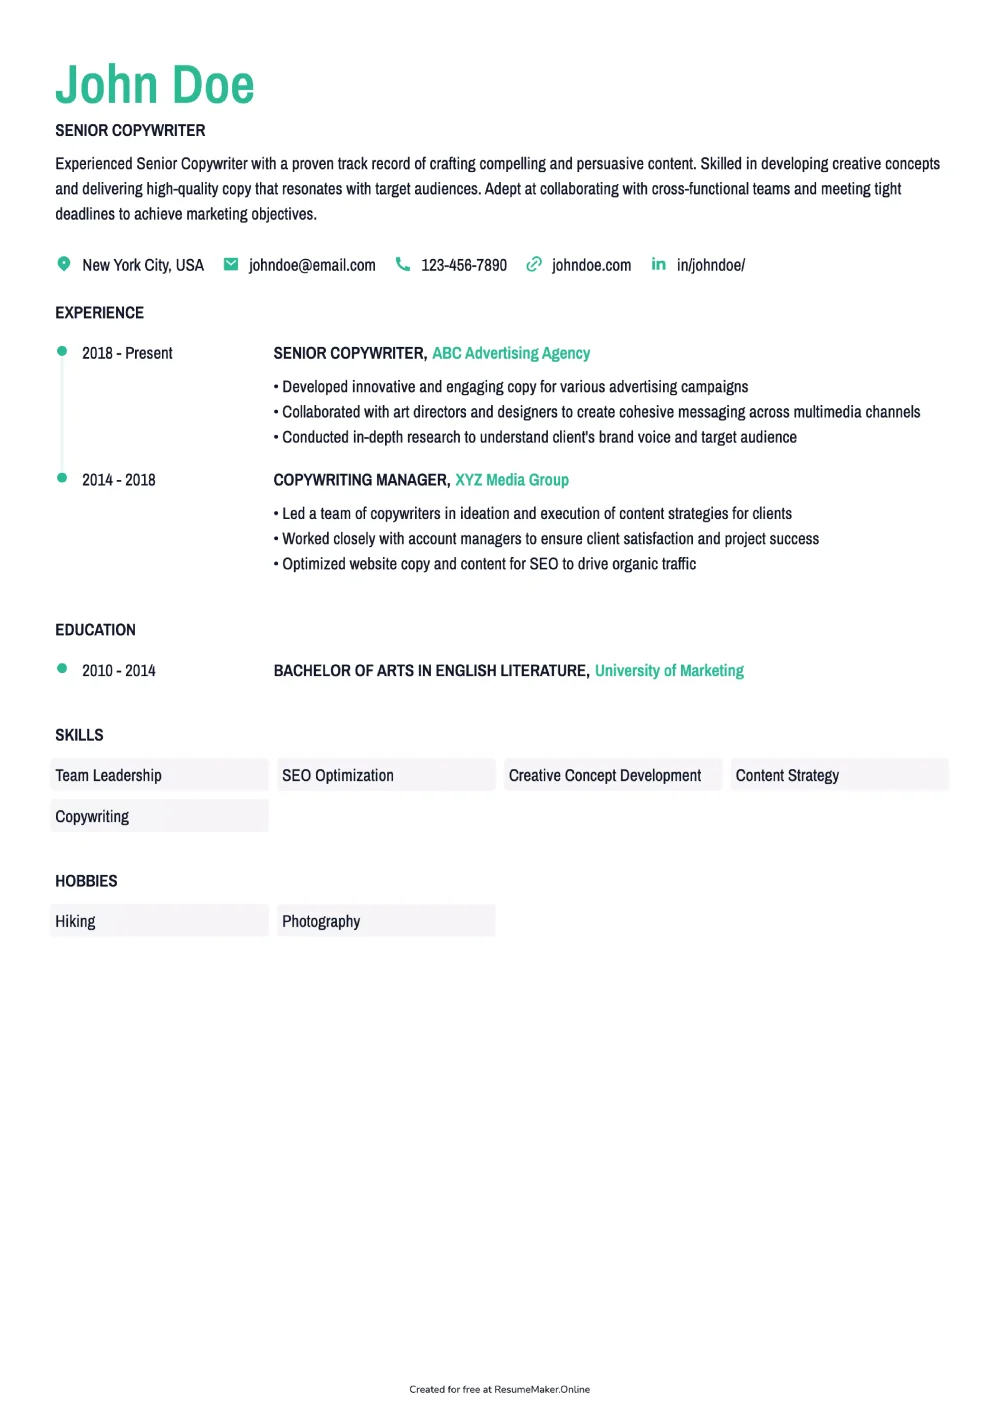 John Doe
SENIOR COPYWRITER
Experienced Senior Copywriter with a proven track record of crafting compelling and persuasive content. Skilled in developing creative concepts
and delivering high-quality copy that resonates with target audiences. Adept at collaborating with cross-functional teams and meeting tight
deadlines to achieve marketing objectives.
New York City, USA johndoe@email.com 123-456-7890 johndoe.com in/johndoe/
EXPERIENCE
2018 - Present SENIOR COPYWRITER, ABC Advertising Agency
• Developed innovative and engaging copy for various advertising campaigns
• Collaborated with art directors and designers to create cohesive messaging across multimedia channels
• Conducted in-depth research to understand client's brand voice and target audience
2014 - 2018 COPYWRITING MANAGER, XYZ Media Group
• Led a team of copywriters in ideation and execution of content strategies for clients
• Worked closely with account managers to ensure client satisfaction and project success
• Optimized website copy and content for SEO to drive organic traffic
EDUCATION
2010 - 2014 BACHELOR OF ARTS IN ENGLISH LITERATURE, University of Marketing
SKILLS
Team Leadership SEO Optimization Creative Concept Development Content Strategy
Copywriting
HOBBIES
Hiking Photography
Created for free at ResumeMaker.Online